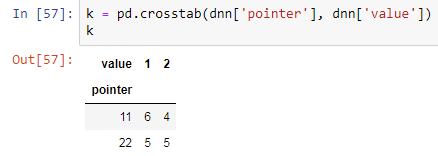 In [57]: k = pd.crosstab(dnn['pointer'], dnn['value'])
k
Out[57]:
value 1 2
pointer
11 6 4
22 5 5